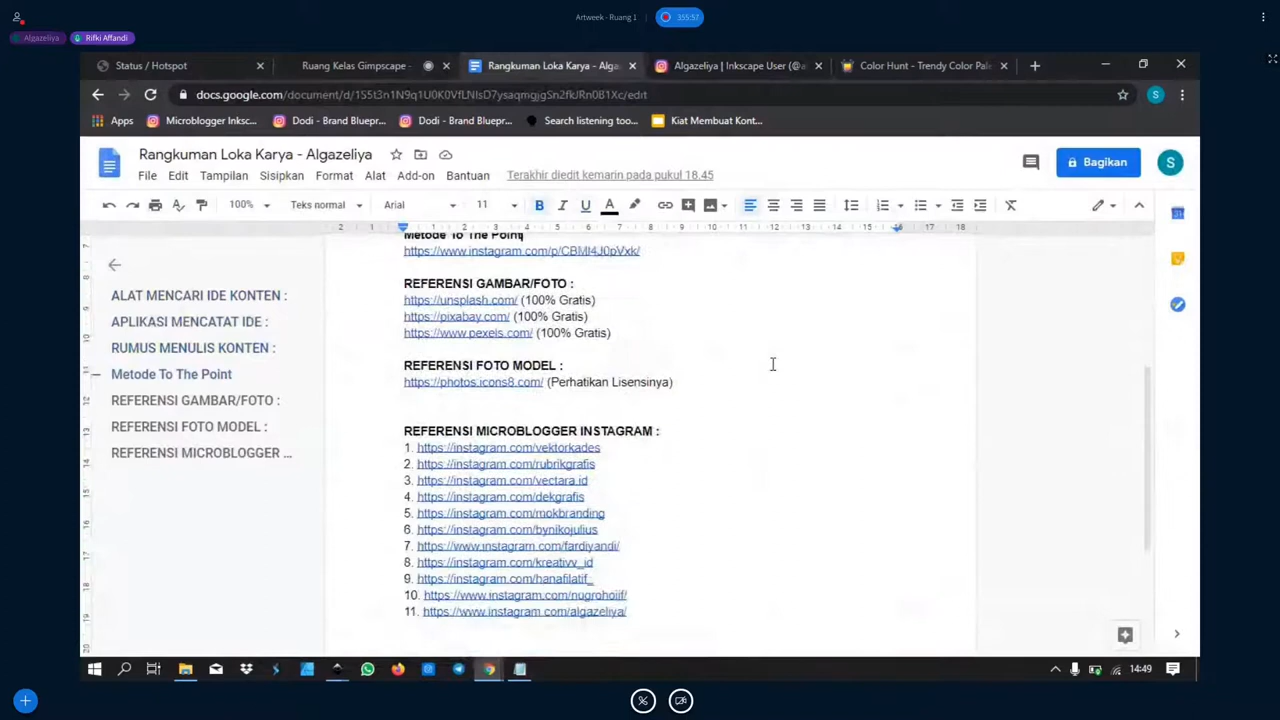 Artweek - Ruang 1
355:57
Algazeliya
Rifki Affandi
Status / Hotspot
Ruang Kelas Gimpscape -
Rangkuman Loka Karya - Alga
Algazeliya | Inkscape User (@a
Color Hunt - Trendy Color Pale
Apps
Microblogger Inksc...
Dodi - Brand Bluepr...
Dodi - Brand Bluepr...
Search listening too...
Kiat Membuat Kont...
Rangkuman Loka Karya - Algazeliya
File Edit Tampilan Sisipkan Format Alat Add-on Bantuan
Terakhir diedit kemarin pada pukul 18.45
Bagikan
S
100%
Teks normal
Arial
11
Metode To The Point
REFERENSI GAMBAR/FOTO :
https://unsplash.com/ (100% Gratis)
https://pixabay.com/ (100% Gratis)
https://www.pexels.com/ (100% Gratis)
REFERENSI FOTO MODEL :
https://photos.icons8.com/ (Perhatikan Lisensinya)
REFERENSI MICROBLOGGER INSTAGRAM :
1. https://instagram.com/vektorkades
2. https://instagram.com/rubrikgrafis
3. https://instagram.com/vectara.id
4. https://instagram.com/dekgrafis
5. https://instagram.com/mokbranding
6. https://instagram.com/bynikojulius
7. https://www.instagram.com/fardiyandi/
8. https://instagram.com/kreativv_id
9. https://instagram.com/hanafilatif_
10. https://www.instagram.com/nugrohoiif/
11. https://www.instagram.com/algazeliya/
ALAT MENCARI IDE KONTEN :
APLIKASI MENCATAT IDE :
RUMUS MENULIS KONTEN :
Metode To The Point
REFERENSI GAMBAR/FOTO :
REFERENSI FOTO MODEL :
REFERENSI MICROBLOGGER ...
14:49